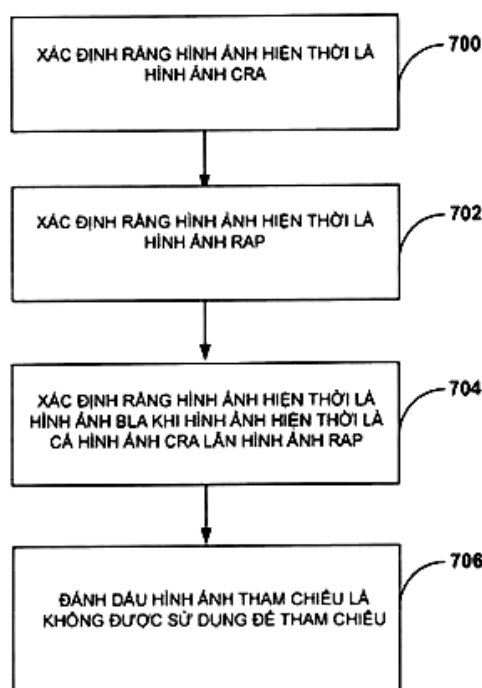 XÁC ĐỊNH RẰNG HÌNH ẢNH HIỆN THỜI LÀ
HÌNH ẢNH CRA
700
XÁC ĐỊNH RẰNG HÌNH ẢNH HIỆN THỜI LÀ
HÌNH ẢNH RAP
702
XÁC ĐỊNH RẰNG HÌNH ẢNH HIỆN THỜI LÀ
HÌNH ẢNH BLA KHI HÌNH ẢNH HIỆN THỜI LÀ
CẢ HÌNH ẢNH CRA LẪN HÌNH ẢNH RAP
704
ĐÁNH DẤU HÌNH ẢNH THAM CHIẾU LÀ
KHÔNG ĐƯỢC SỬ DỤNG ĐỂ THAM CHIẾU
706